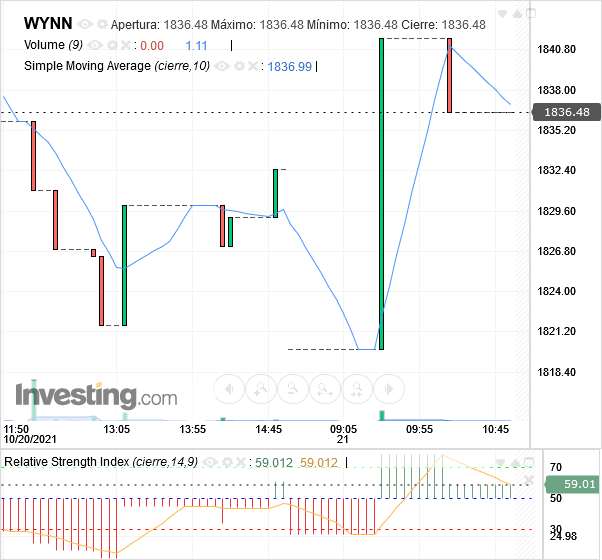 WYNN Apertura: 1836.48 Máximo: 1836.48 Mínimo: 1836.48 Cierre: 1836.48
Volume (9) : 0.00 1.11
Simple Moving Average (cierre,10) : 1836.99
1840.80
1838.00
1836.48
1835.20
1832.40
1829.60
1826.80
1824.00
1821.20
1818.40
Investing.com
11:50 13:05 13:55 14:45 09:05 09:55 10:45
10/20/2021 21
Relative Strength Index (cierre,14,9) : 59.012 59.012
70
59.01
50
30
24.98